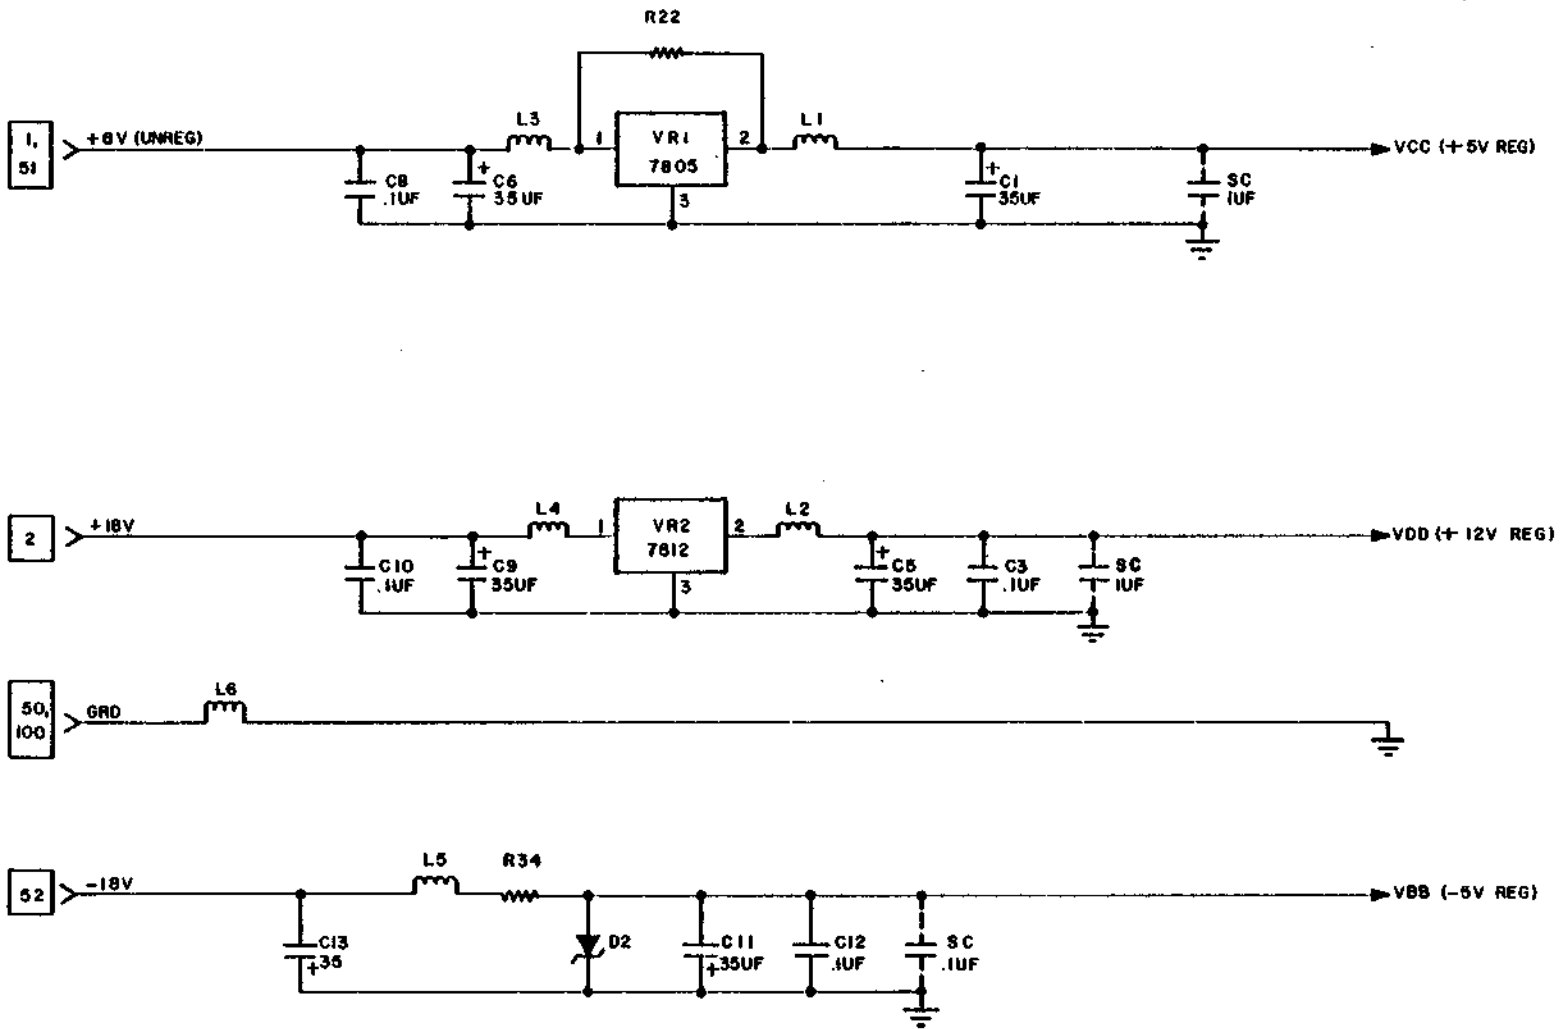 R22
1,
51
+8V (UNREG)
L3
1
VR1
7805
2
L1
VCC (+5V REG)
3
C8
.1UF
+
C6
35UF
+
C1
35UF
SC
1UF
2
+18V
L4
1
VR2
7812
2
L2
VDD (+12V REG)
3
C10
.1UF
+
C9
35UF
+
C5
35UF
C3
.1UF
SC
1UF
50,
100
GRD
L6
52
-18V
L5
R34
VBB (-5V REG)
C13
+35
D2
C11
+35UF
C12
.1UF
SC
.1UF